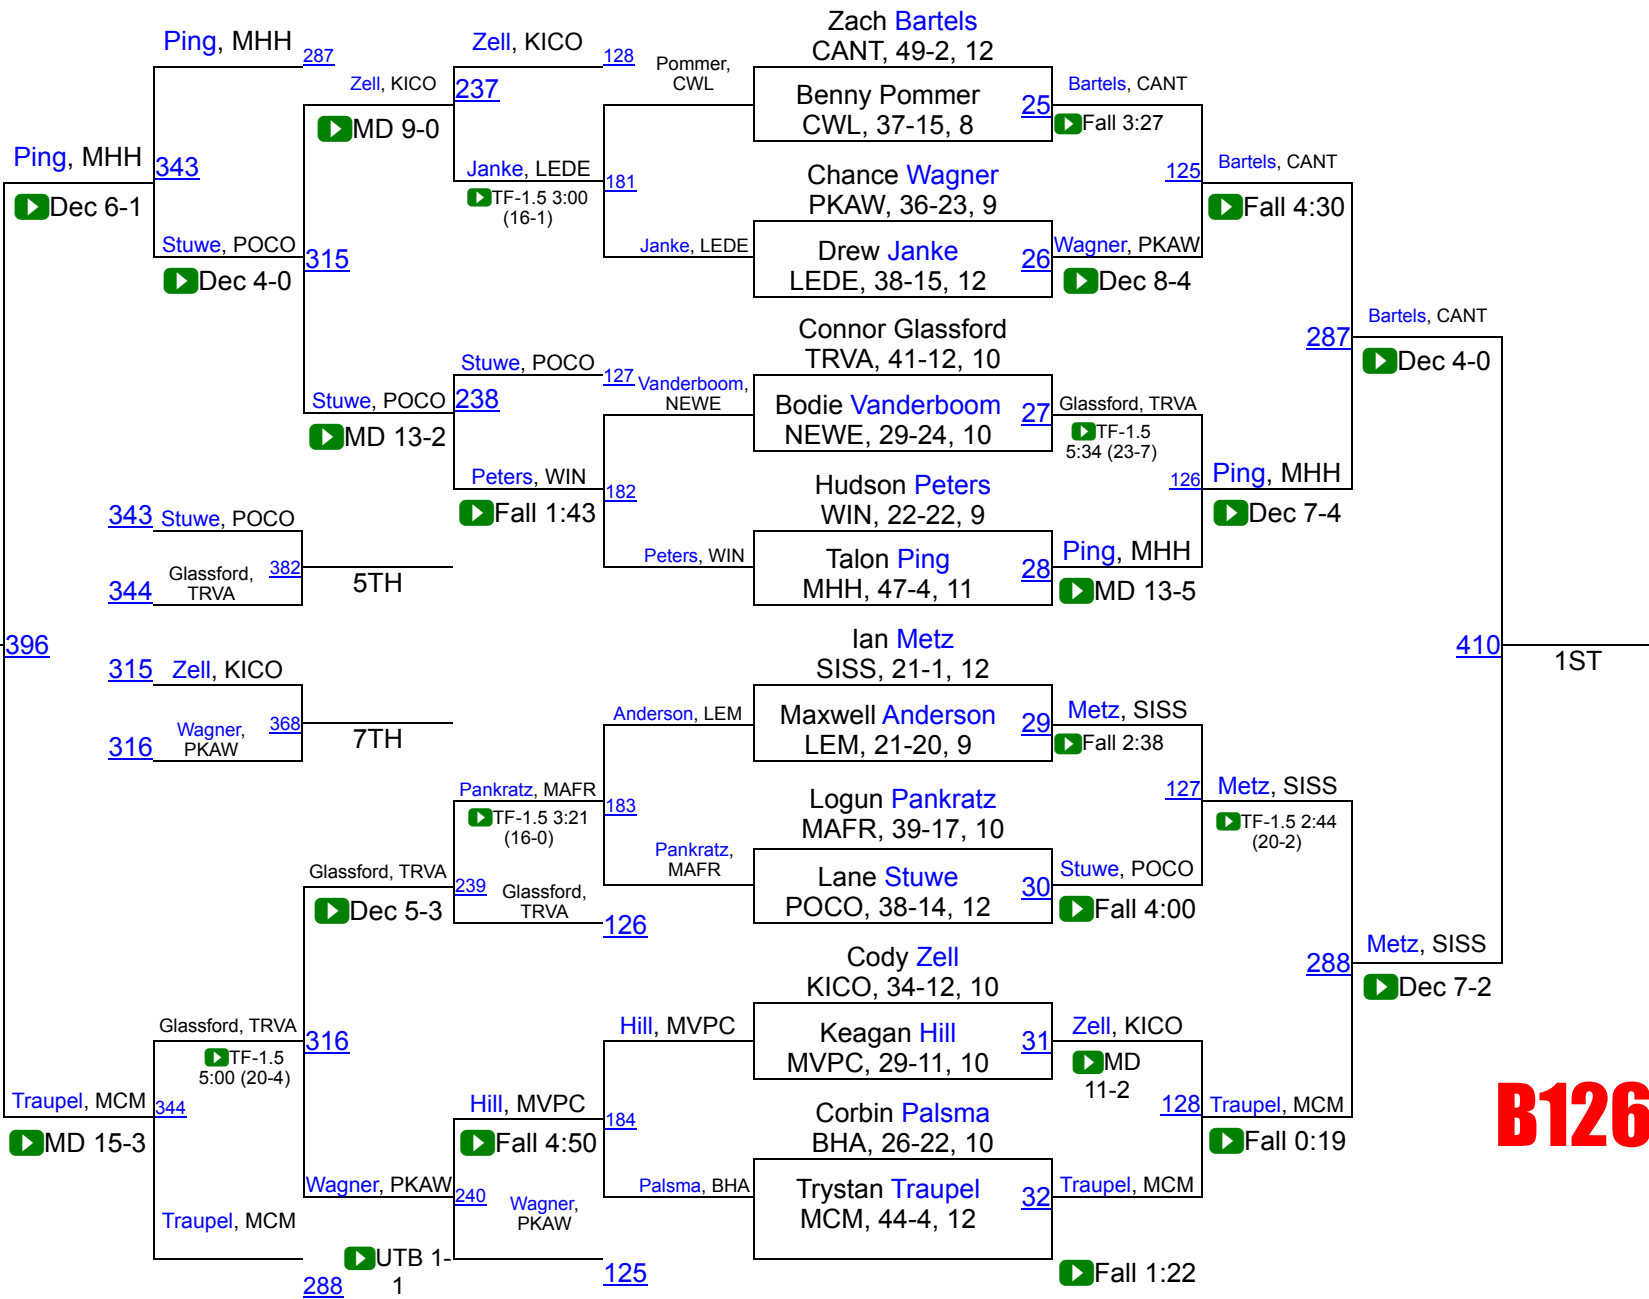 Ping, MHH
287
Zell, KICO
MD 9-0
Ping, MHH
343
Dec 6-1
Stuwe, POCO
Dec 4-0
315
Stuwe, POCO
MD 13-2
343
Stuwe, POCO
Glassford,
TRVA
382
344
5TH
396
315
Zell, KICO
Wagner,
PKAW
368
316
7TH
Glassford, TRVA
Dec 5-3
Glassford, TRVA
TF-1.5
5:00 (20-4)
316
Traupel, MCM
344
MD 15-3
Wagner, PKAW
Traupel, MCM
UTB 1-
1
288
Zell, KICO
128
237
Janke, LEDE
TF-1.5 3:00
(16-1)
181
Pommer,
CWL
Janke, LEDE
Stuwe, POCO
127
238
Vanderboom,
NEWE
Peters, WIN
Fall 1:43
182
Peters, WIN
Anderson, LEM
Pankratz, MAFR
TF-1.5 3:21
(16-0)
183
Pankratz,
MAFR
239
Glassford,
TRVA
126
Hill, MVPC
Hill, MVPC
Fall 4:50
184
Palsma, BHA
240
Wagner,
PKAW
125
Zach Bartels
CANT, 49-2, 12
Benny Pommer
CWL, 37-15, 8
25
Chance Wagner
PKAW, 36-23, 9
Drew Janke
LEDE, 38-15, 12
26
Connor Glassford
TRVA, 41-12, 10
Bodie Vanderboom
NEWE, 29-24, 10
27
Hudson Peters
WIN, 22-22, 9
Talon Ping
MHH, 47-4, 11
28
Ian Metz
SISS, 21-1, 12
Maxwell Anderson
LEM, 21-20, 9
29
Logun Pankratz
MAFR, 39-17, 10
Lane Stuwe
POCO, 38-14, 12
30
Cody Zell
KICO, 34-12, 10
Keagan Hill
MVPC, 29-11, 10
31
Corbin Palsma
BHA, 26-22, 10
Trystan Traupel
MCM, 44-4, 12
32
Bartels, CANT
Fall 3:27
125
Wagner, PKAW
Dec 8-4
Glassford, TRVA
TF-1.5
5:34 (23-7)
126
Ping, MHH
MD 13-5
Metz, SISS
Fall 2:38
127
Stuwe, POCO
Fall 4:00
Zell, KICO
MD
11-2
128
Traupel, MCM
Fall 1:22
Bartels, CANT
Fall 4:30
287
Ping, MHH
Dec 7-4
Metz, SISS
TF-1.5 2:44
(20-2)
288
Traupel, MCM
Fall 0:19
Bartels, CANT
Dec 4-0
410
Metz, SISS
Dec 7-2
1ST
B126